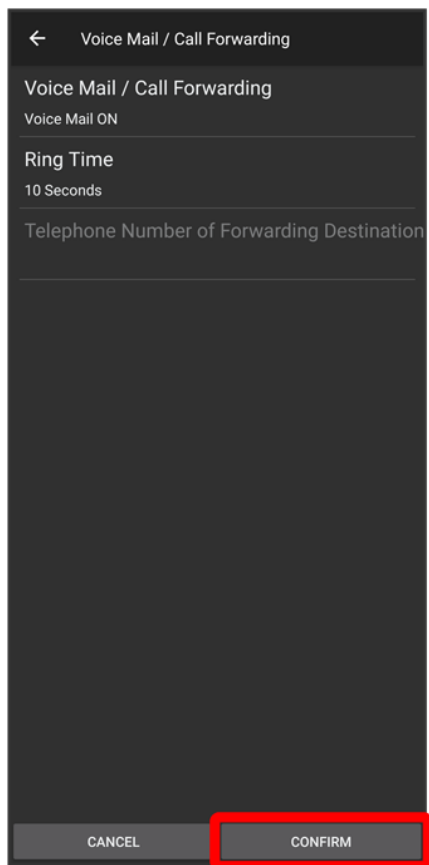 Voice Mail / Call Forwarding
Voice Mail / Call Forwarding
Voice Mail ON
Ring Time
10 Seconds
Telephone Number of Forwarding Destination
CANCEL CONFIRM